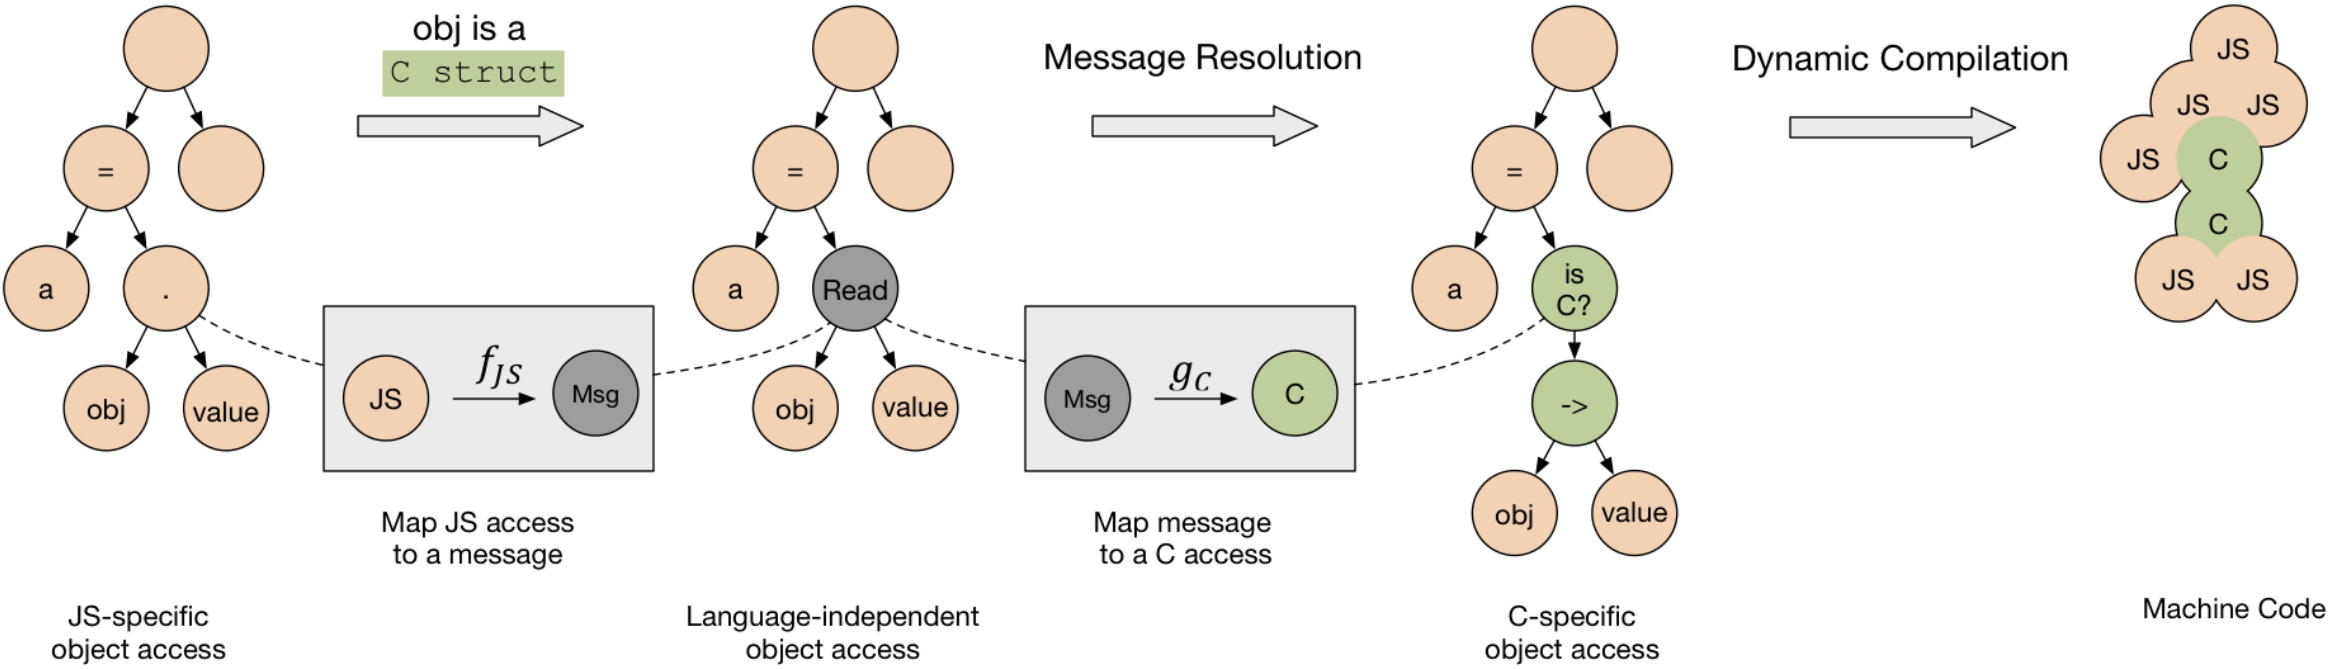 obj is a
C struct
=
a
.
obj
value
JS
f_JS
Msg
Map JS access
to a message
JS-specific
object access
=
a
Read
obj
value
Language-independent
object access
Message Resolution
Msg
g_C
C
Map message
to a C access
=
a
is
C?
->
obj
value
C-specific
object access
Dynamic Compilation
JS
JS
JS
JS
C
C
JS
JS
Machine Code